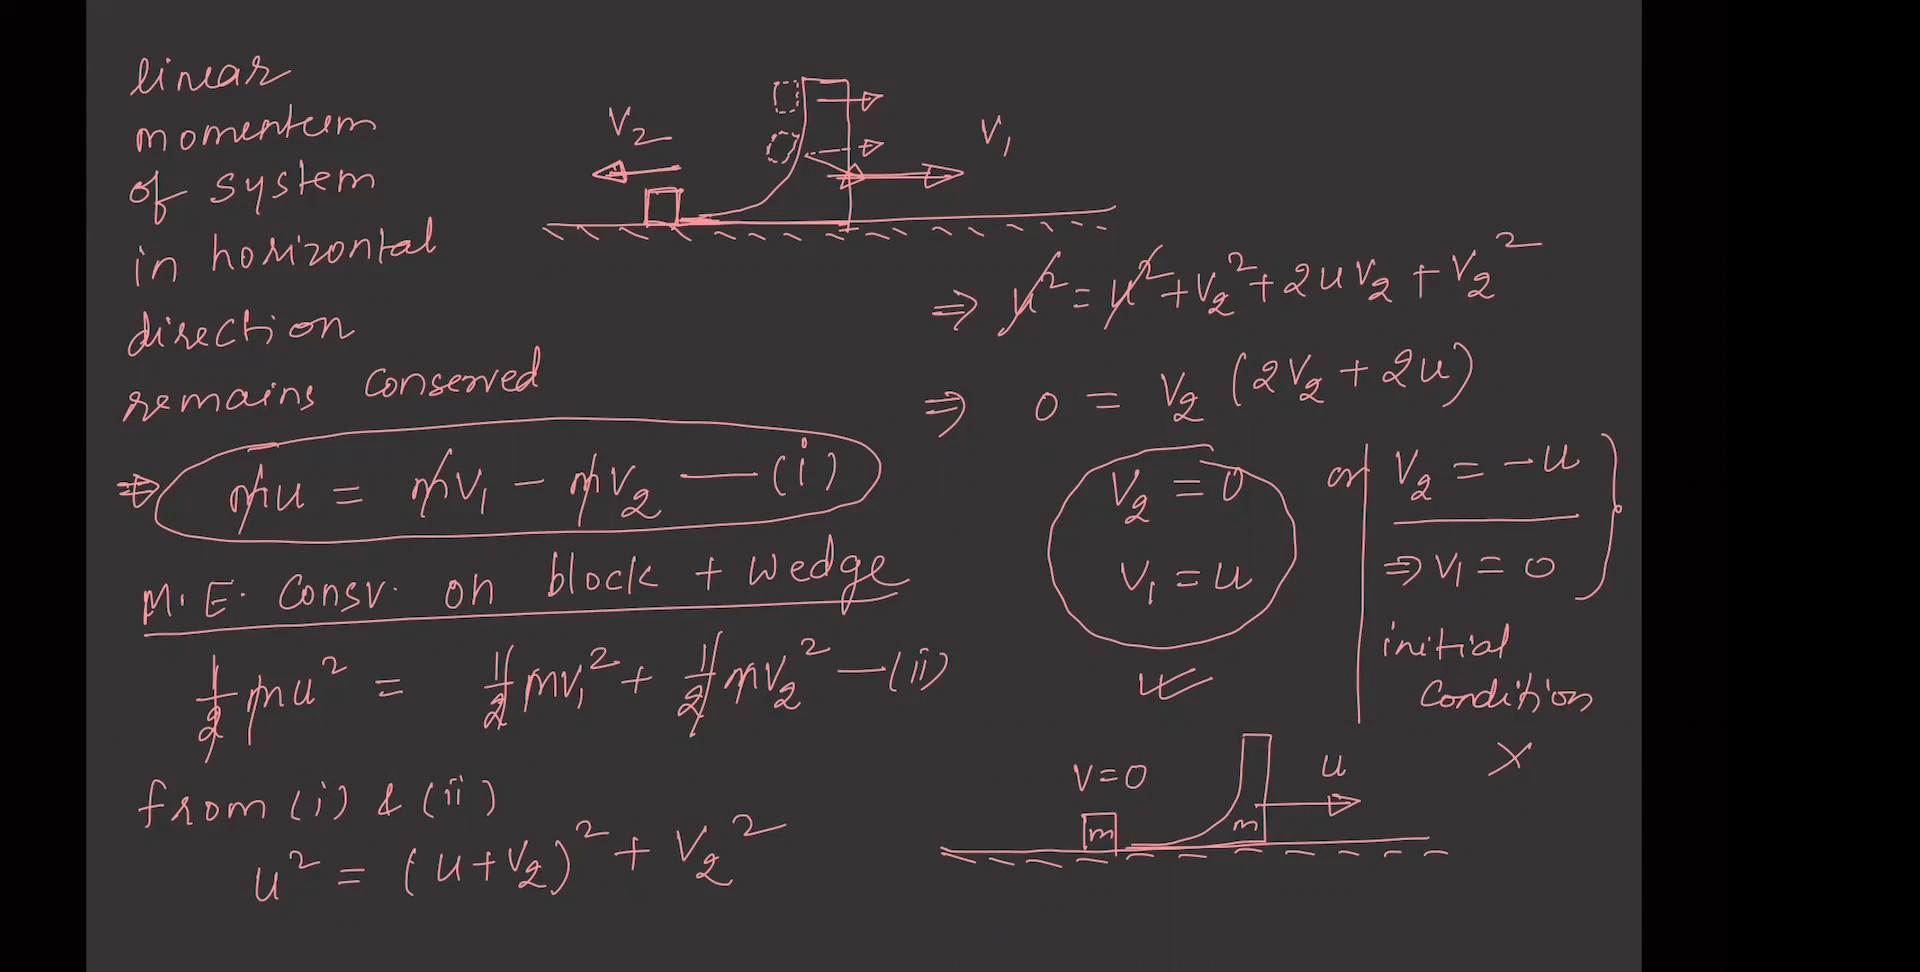 linear
momentum
of system
in horizontal
direction
remains conserved
⇒ mu = mv₁ - mv₂ — (i)
M.E. Consv. on block + wedge
½mu² = ½mv₁² + ½mv₂² — (ii)
from (i) & (ii)
u² = (u+v₂)² + v₂²
V₂
V₁
⇒ u² = u² + v₂² + 2uv₂ + v₂²
⇒ 0 = v₂ (2v₂ + 2u)
v₂ = 0
v₁ = u
or
v₂ = -u
⇒ v₁ = 0
initial
condition
X
v=0
u
m
m